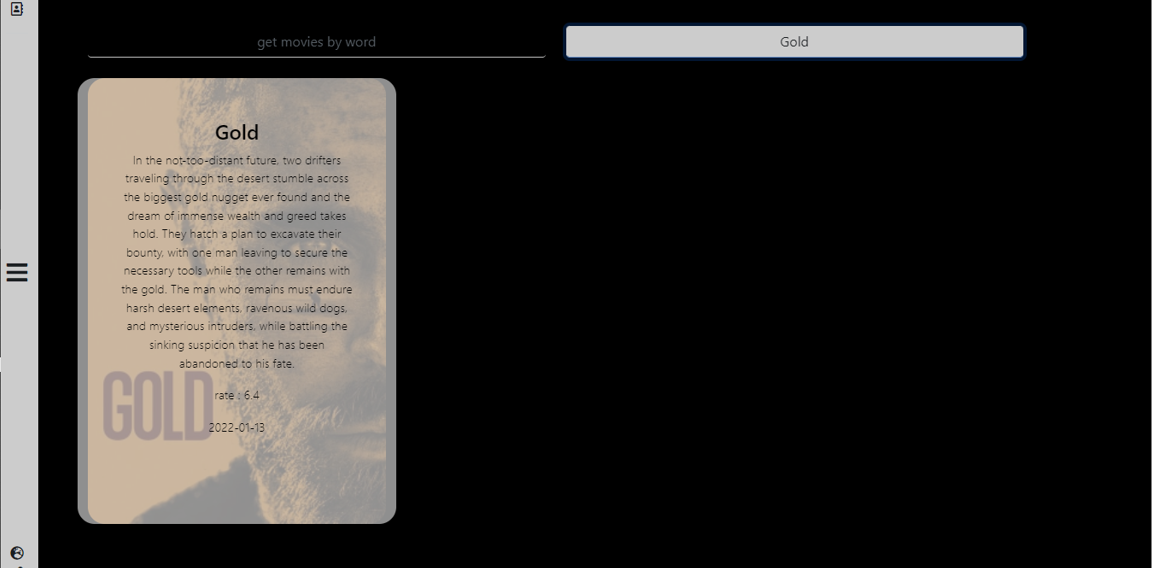 get movies by word
Gold
Gold
In the not-too-distant future, two drifters
traveling through the desert stumble across
the biggest gold nugget ever found and the
dream of immense wealth and greed takes
hold. They hatch a plan to excavate their
bounty, with one man leaving to secure the
necessary tools while the other remains with
the gold. The man who remains must endure
harsh desert elements, ravenous wild dogs,
and mysterious intruders, while battling the
sinking suspicion that he has been
abandoned to his fate.
GOLD
rate : 6.4
2022-01-13